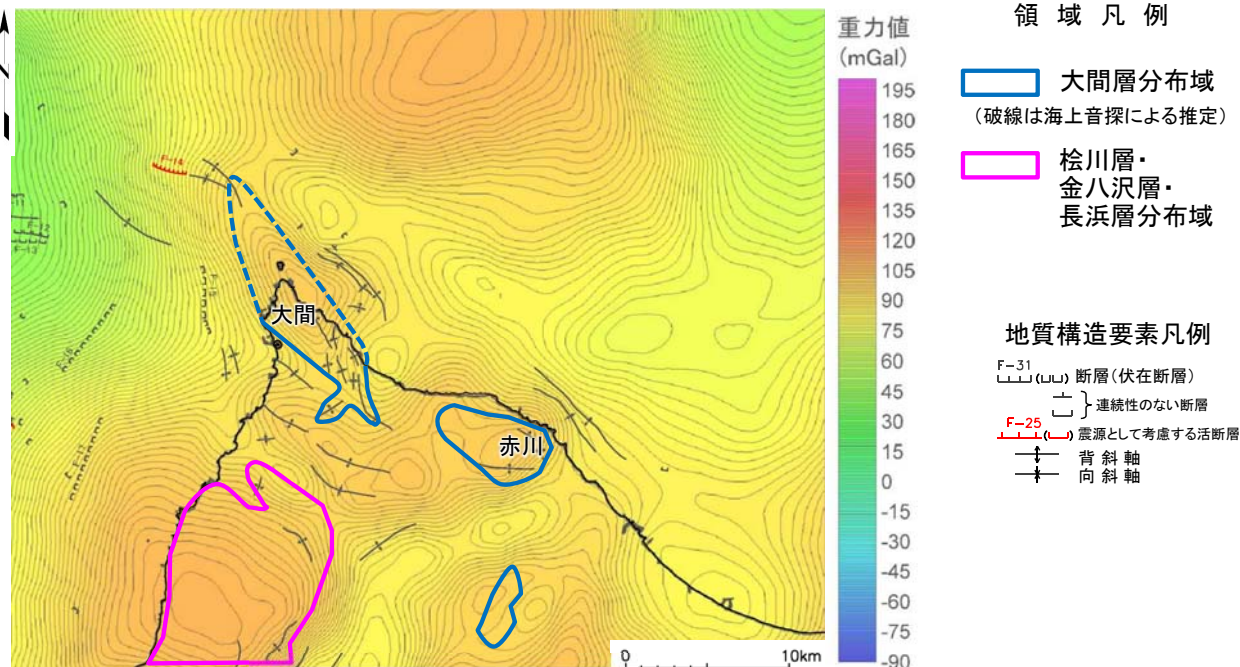 重力値
(mGal)
195
180
165
150
135
120
105
90
75
60
45
30
15
0
-15
-30
-45
-60
-75
-90
領域凡例
大間層分布域
(破線は海上音探による推定)
桧川層・
金八沢層・
長浜層分布域
地質構造要素凡例
F-31
断層(伏在断層)
連続性のない断層
F-25
震源として考慮する活断層
背斜軸
向斜軸
F-14
F-12
F-13
大間
赤川
0
10km